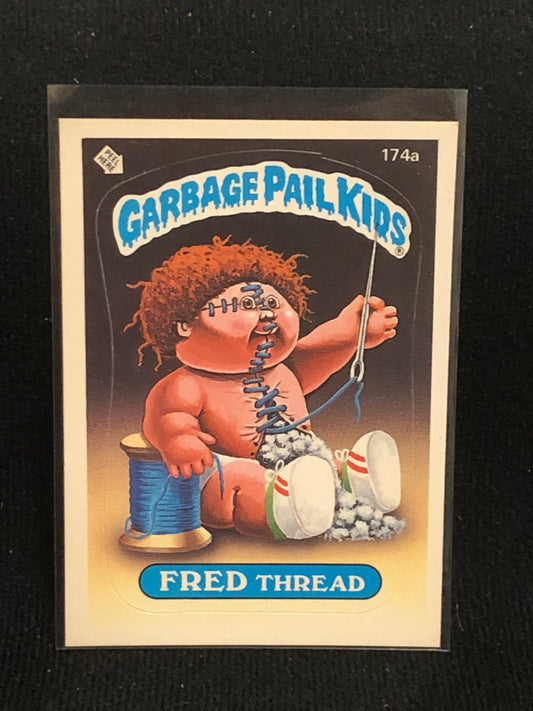 PEEL HERE
174a
GARBAGE PAIL KIDS®
FRED THREAD